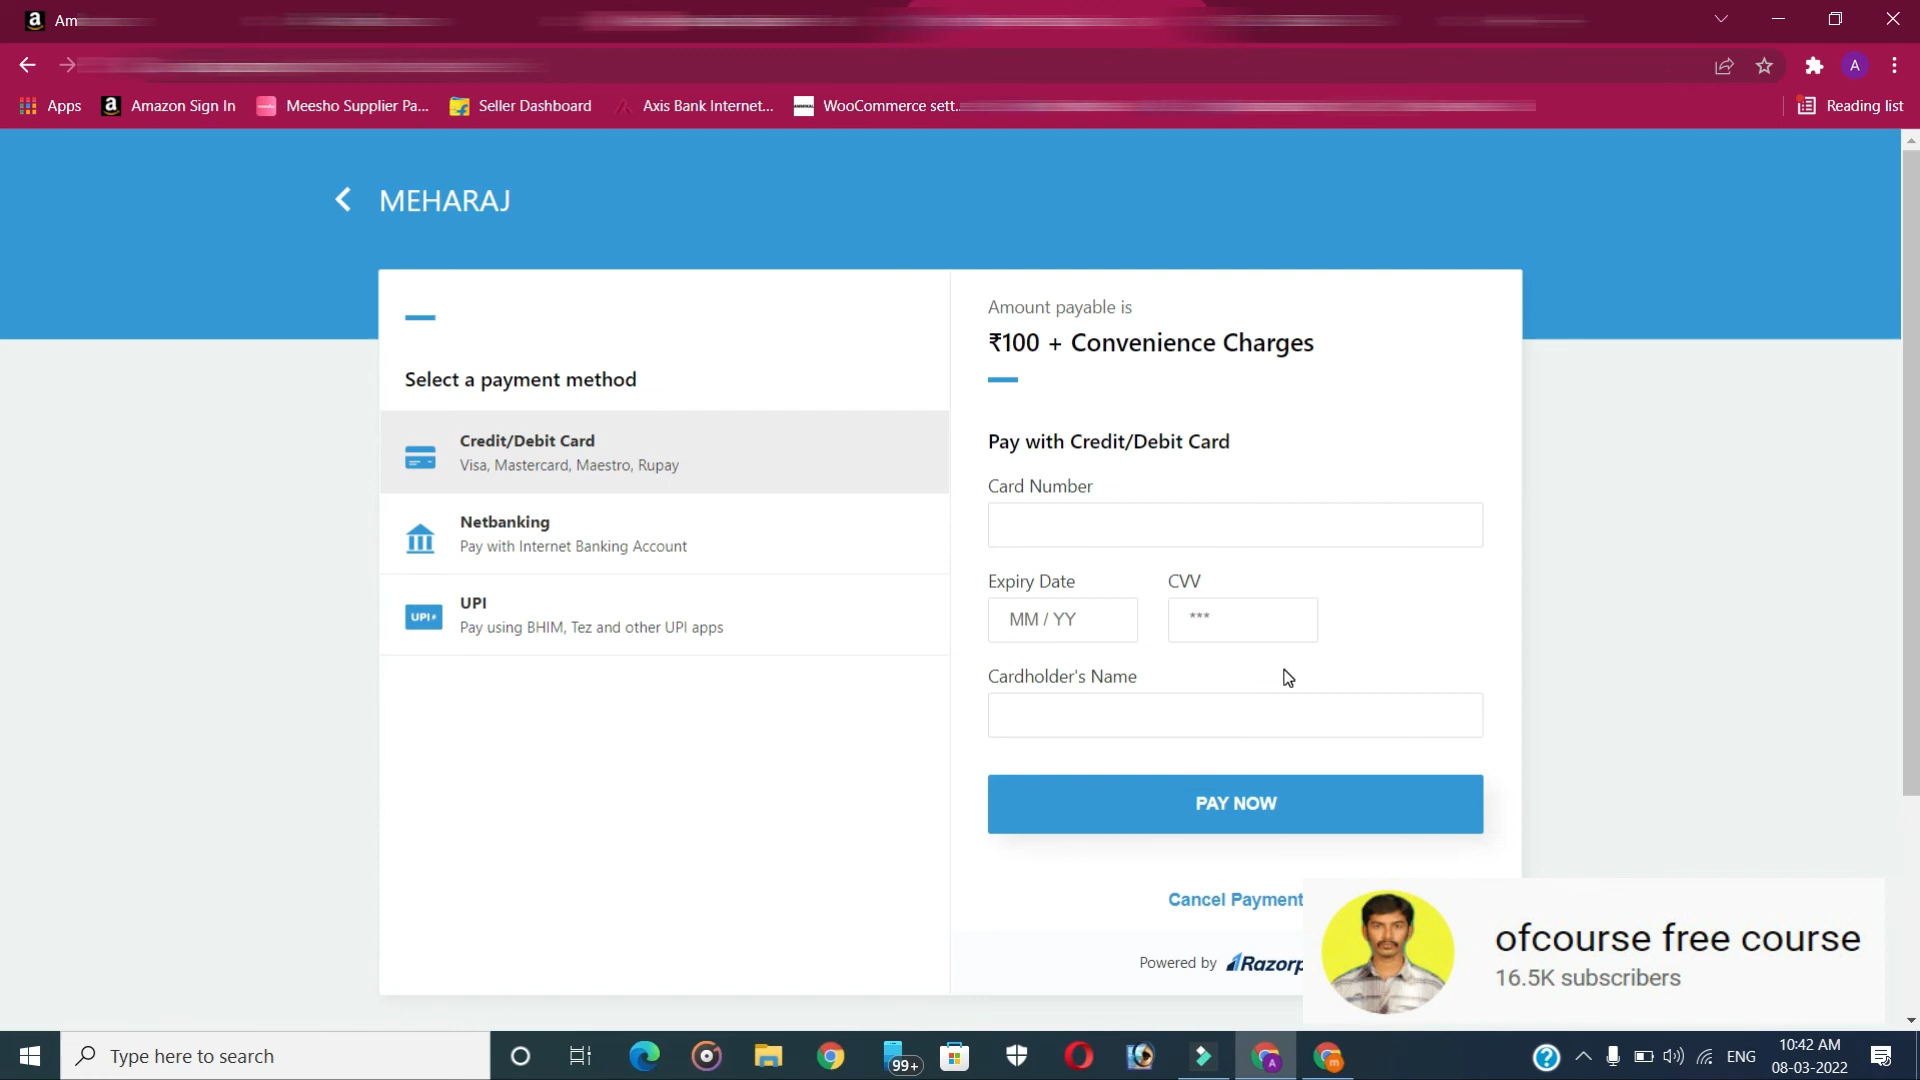 Am
Apps
Amazon Sign In
Meesho Supplier Pa...
Seller Dashboard
Axis Bank Internet...
WooCommerce sett..
Reading list
A
MEHARAJ
Select a payment method
Credit/Debit Card
Visa, Mastercard, Maestro, Rupay
Netbanking
Pay with Internet Banking Account
UPI
UPI
Pay using BHIM, Tez and other UPI apps
Amount payable is
₹100 + Convenience Charges
Pay with Credit/Debit Card
Card Number
Expiry Date
CVV
MM / YY
***
Cardholder's Name
PAY NOW
Cancel Payment
Powered by Razorp
ofcourse free course
16.5K subscribers
Type here to search
99+
A
m
ENG
10:42 AM
08-03-2022